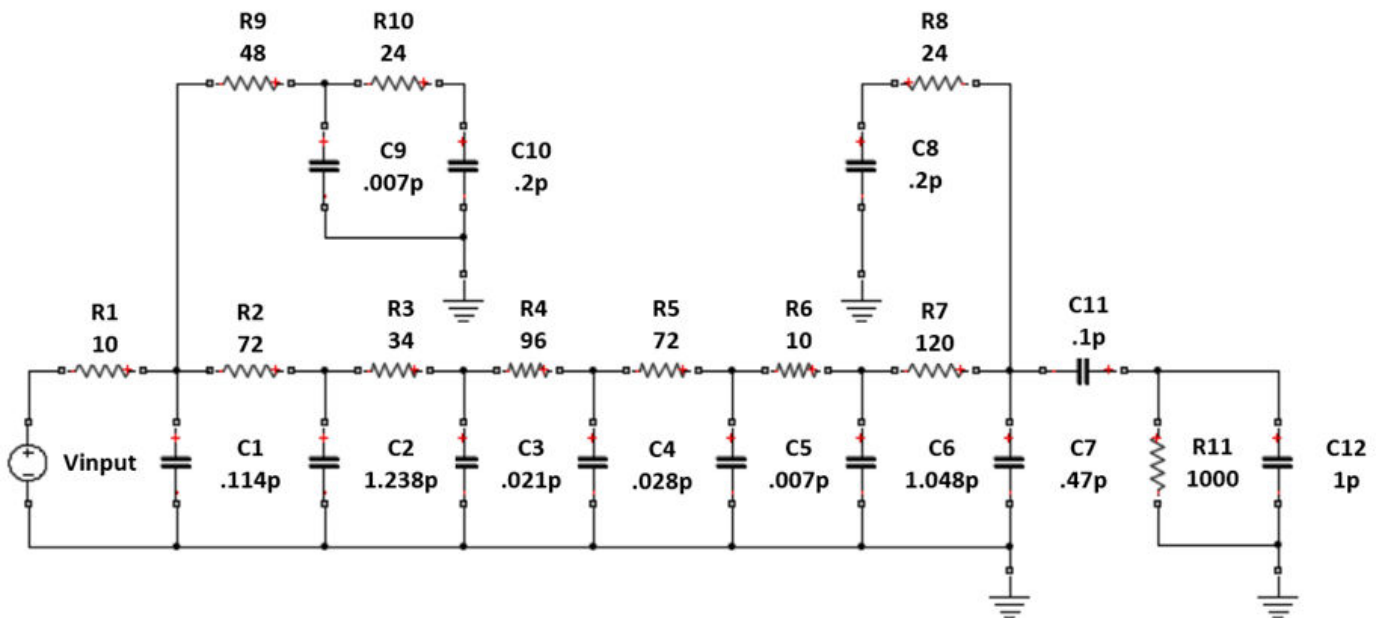 R9
48
R10
24
R8
24
C9
.007p
C10
.2p
C8
.2p
R1
10
R2
72
R3
34
R4
96
R5
72
R6
10
R7
120
C11
.1p
Vinput
C1
.114p
C2
1.238p
C3
.021p
C4
.028p
C5
.007p
C6
1.048p
C7
.47p
R11
1000
C12
1p